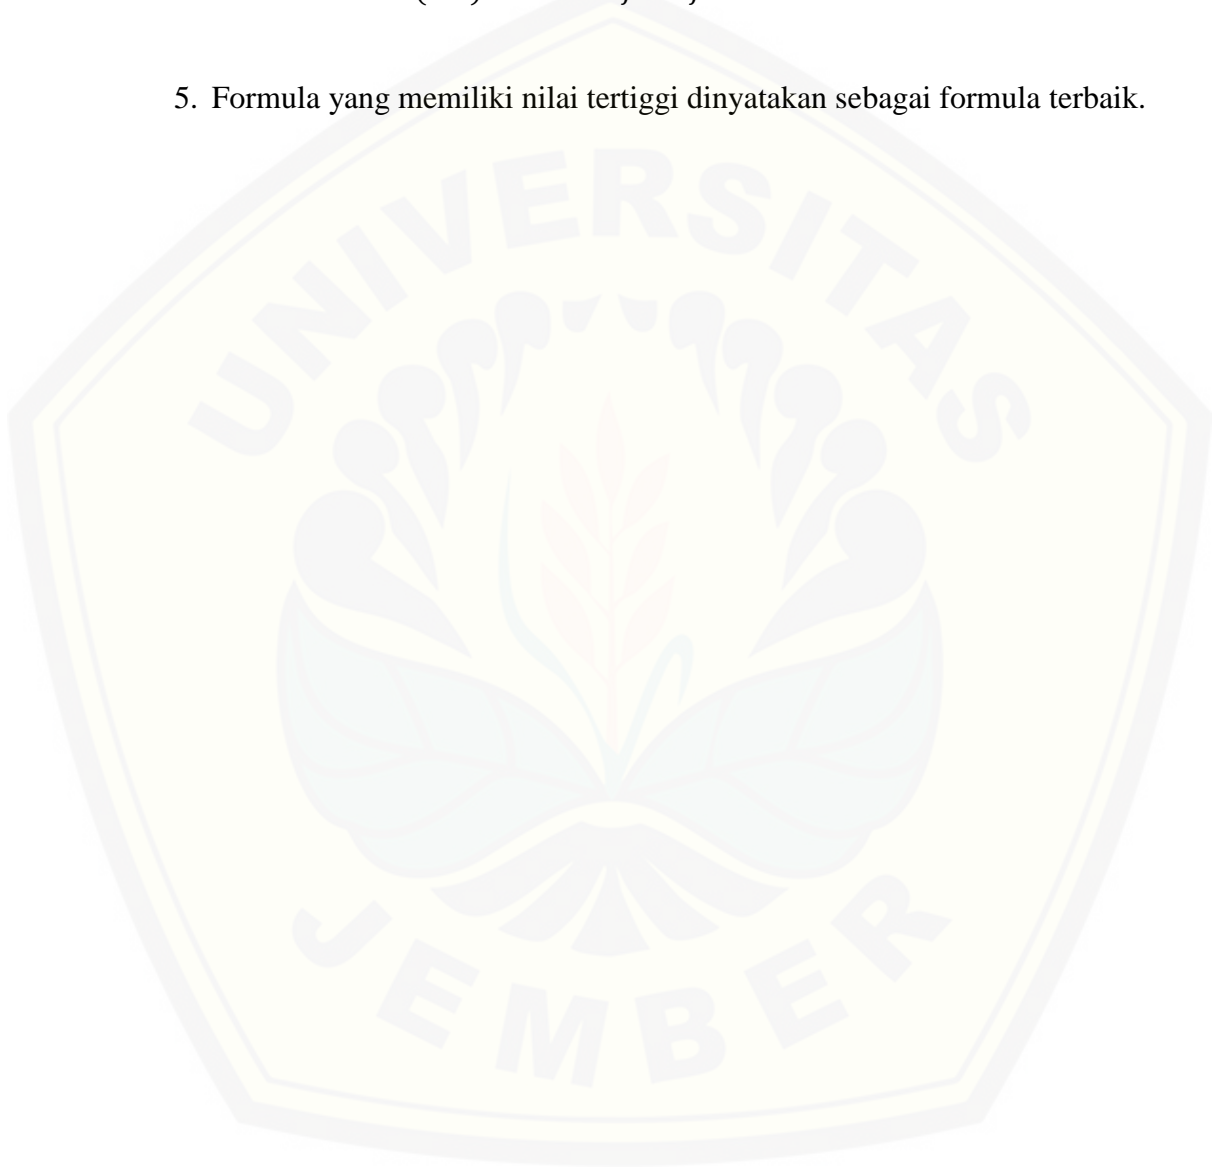 5. Formula yang memiliki nilai tertiggi dinyatakan sebagai formula terbaik.
UNIVERSITAS
JEMBER